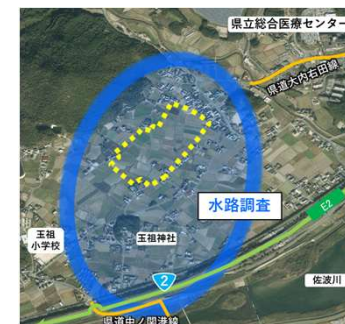 県立総合医療センター
県道大内右田線
水路調査
E2
玉祖
小学校
玉祖神社
2
佐波川
県道中ノ関港線